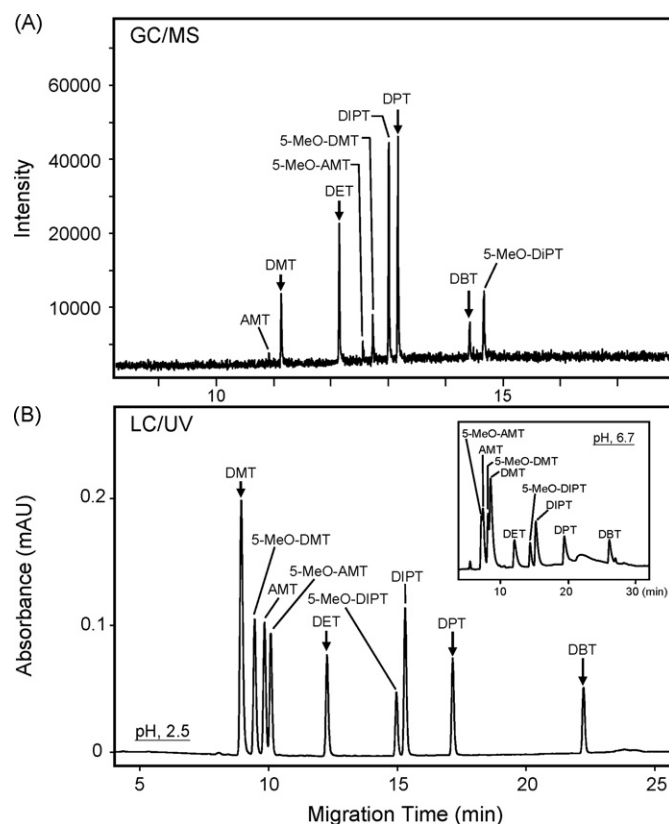 (A)
GC/MS
60000
40000
20000
10000
Intensity
DPT
DIPT
5-MeO-DMT
5-MeO-AMT
DET
DMT
AMT
DBT
5-MeO-DiPT
10
15
(B)
LC/UV
0.2
0.1
0
Absorbance (mAU)
DMT
5-MeO-DMT
AMT
5-MeO-AMT
5-MeO-DIPT
DET
DIPT
DPT
DBT
pH, 2.5
5-MeO-AMT
AMT
5-MeO-DMT
DMT
pH, 6.7
5-MeO-DIPT
DIPT
DET
DPT
DBT
10
20
30 (min)
5
10
15
20
25
Migration Time (min)